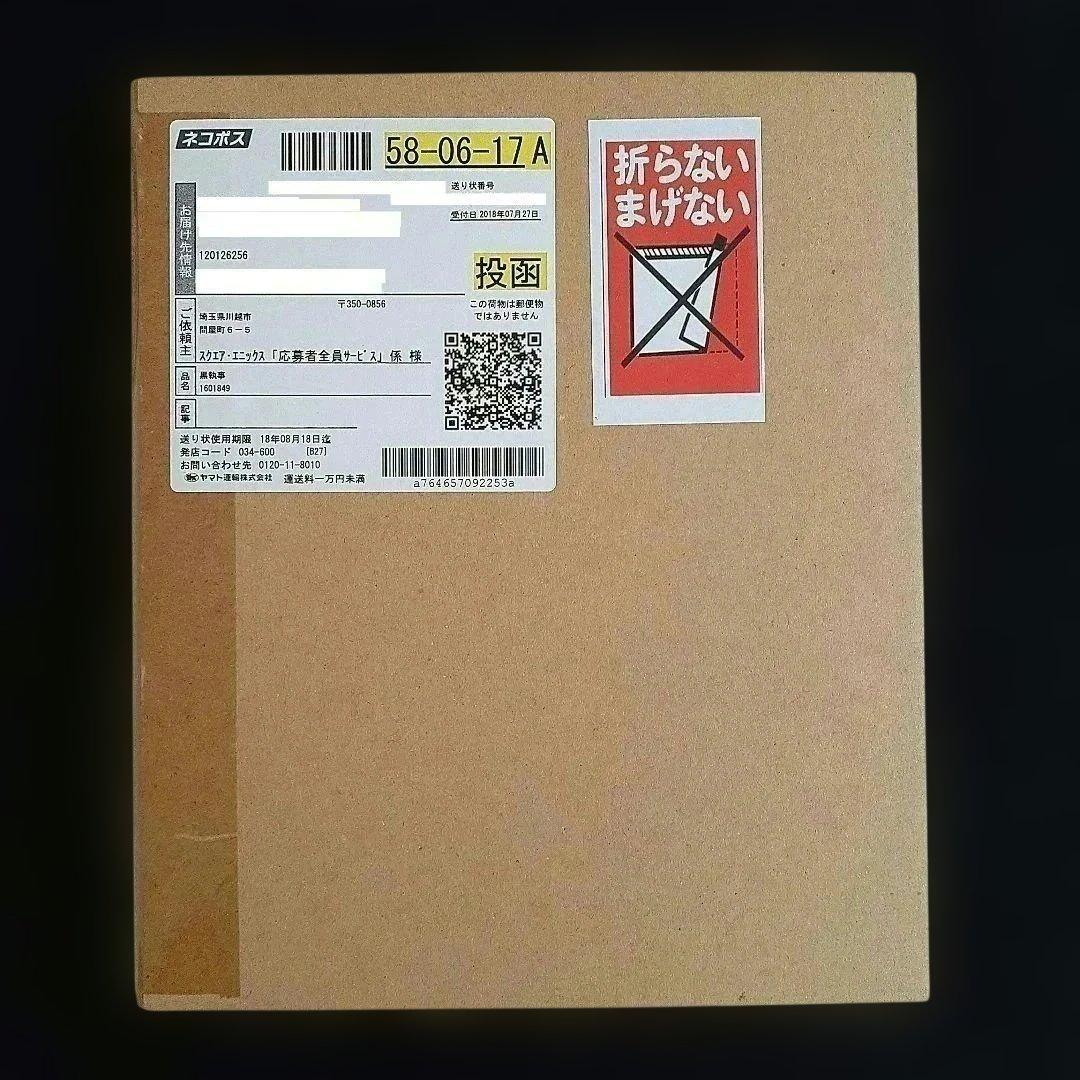 ネコポス
58-06-17 A
送り状番号
受付日 2018年07月27日
お届け先情報
120126256
投函
この荷物は郵便物
ではありません
ご依頼主
〒350-0856
埼玉県川越市
問屋町6-5
スクエア・エニックス「応募者全員サービス」係 様
品名
黒執事
1601849
記事
送り状使用期限 18年08月18日迄
発店コード 034-600 [B27]
お問い合わせ先 0120-11-8010
ヤマト運輸株式会社 運送料一万円未満
a764657092253a
折らない
まげない